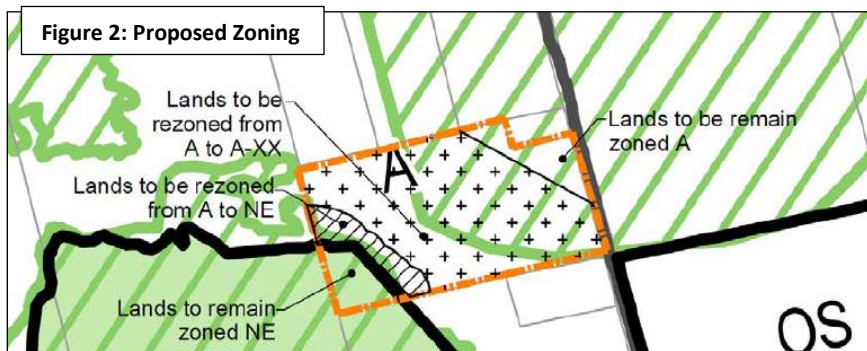 Figure 2: Proposed Zoning
Lands to be
rezoned from
A to A-XX
Lands to be remain
zoned A
A
Lands to be rezoned
from A to NE
Lands to remain
zoned NE
OS